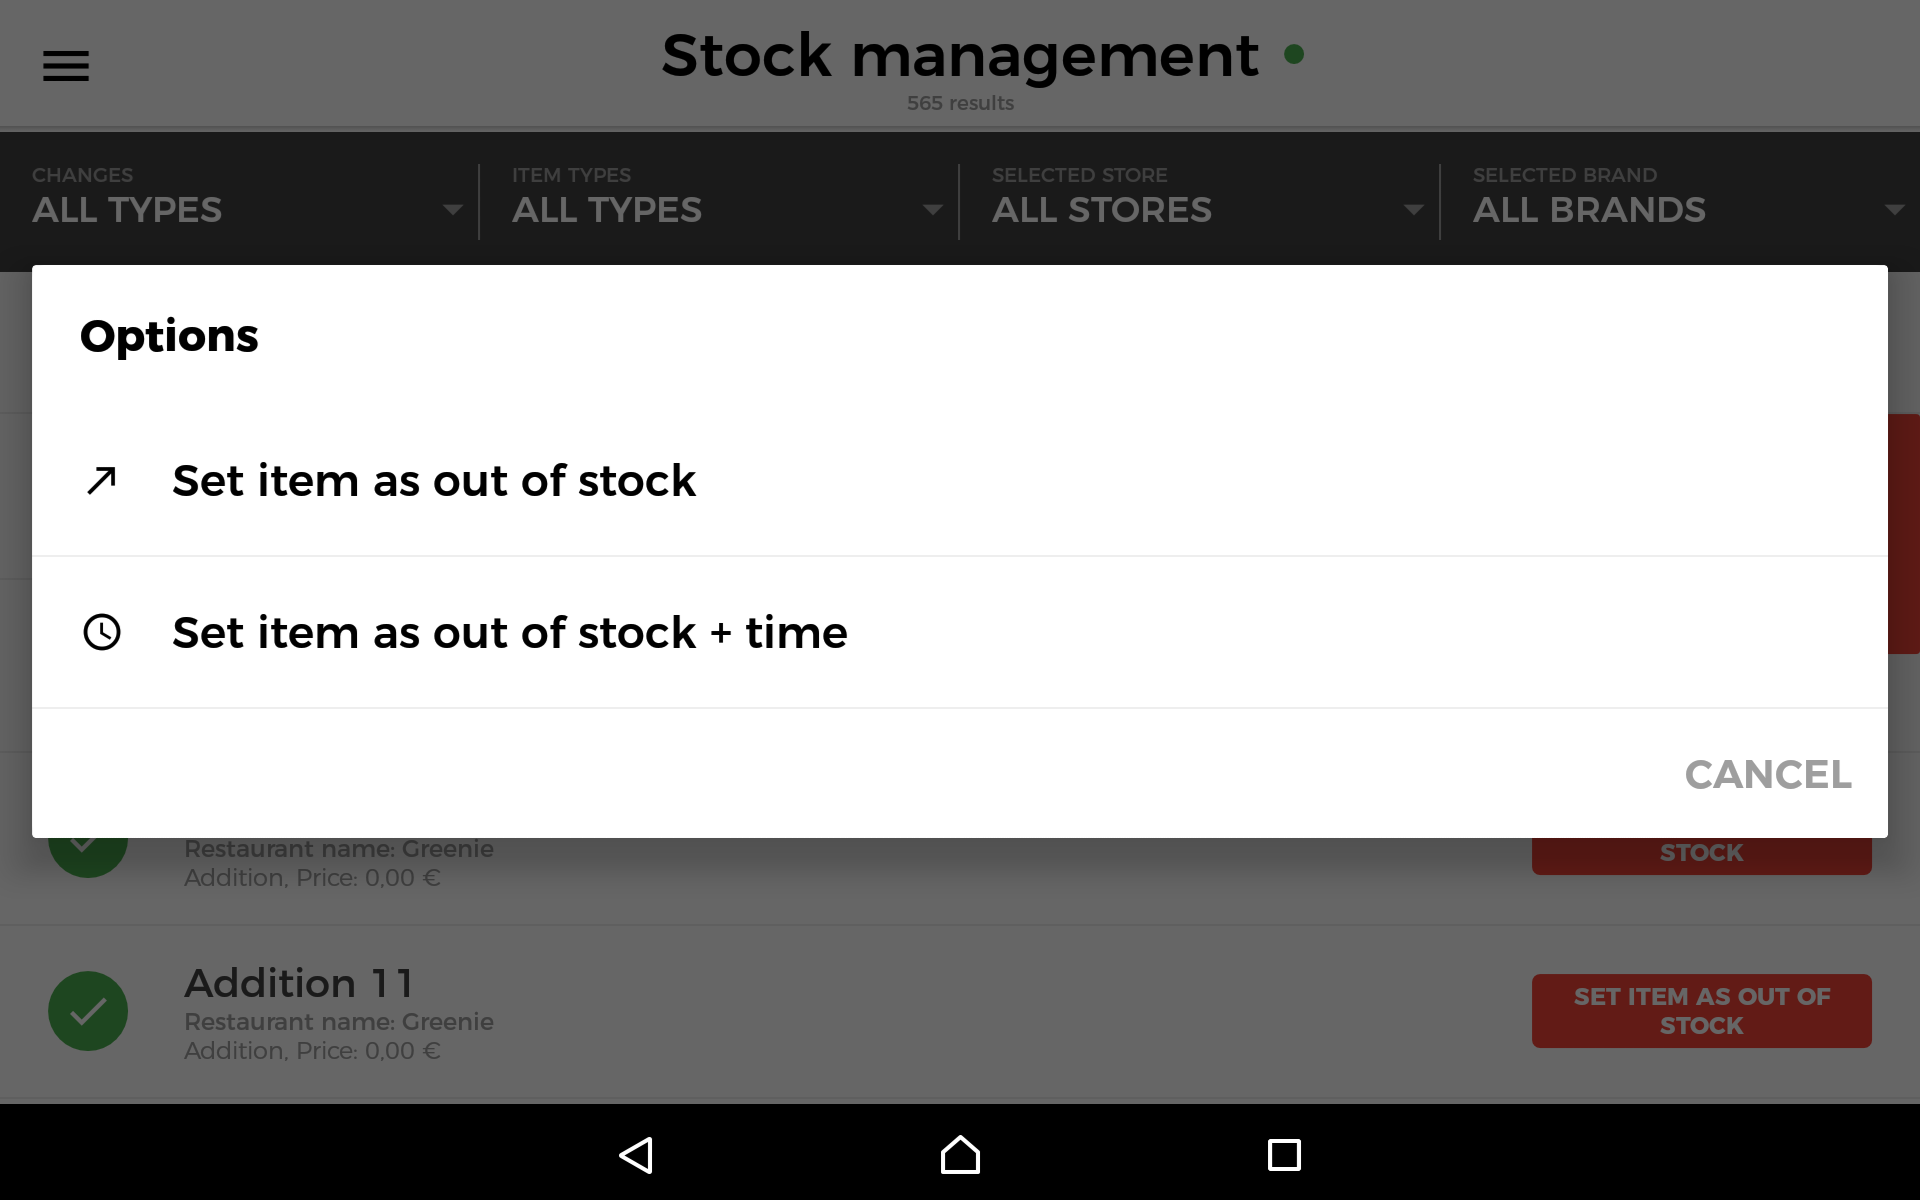 Stock management
565 results
CHANGES
ALL TYPES
ITEM TYPES
ALL TYPES
SELECTED STORE
ALL STORES
SELECTED BRAND
ALL BRANDS
Options
Set item as out of stock
Set item as out of stock + time
CANCEL
Restaurant name: Greenie
Addition, Price: 0,00 €
STOCK
Addition 11
Restaurant name: Greenie
Addition, Price: 0,00 €
SET ITEM AS OUT OF
STOCK